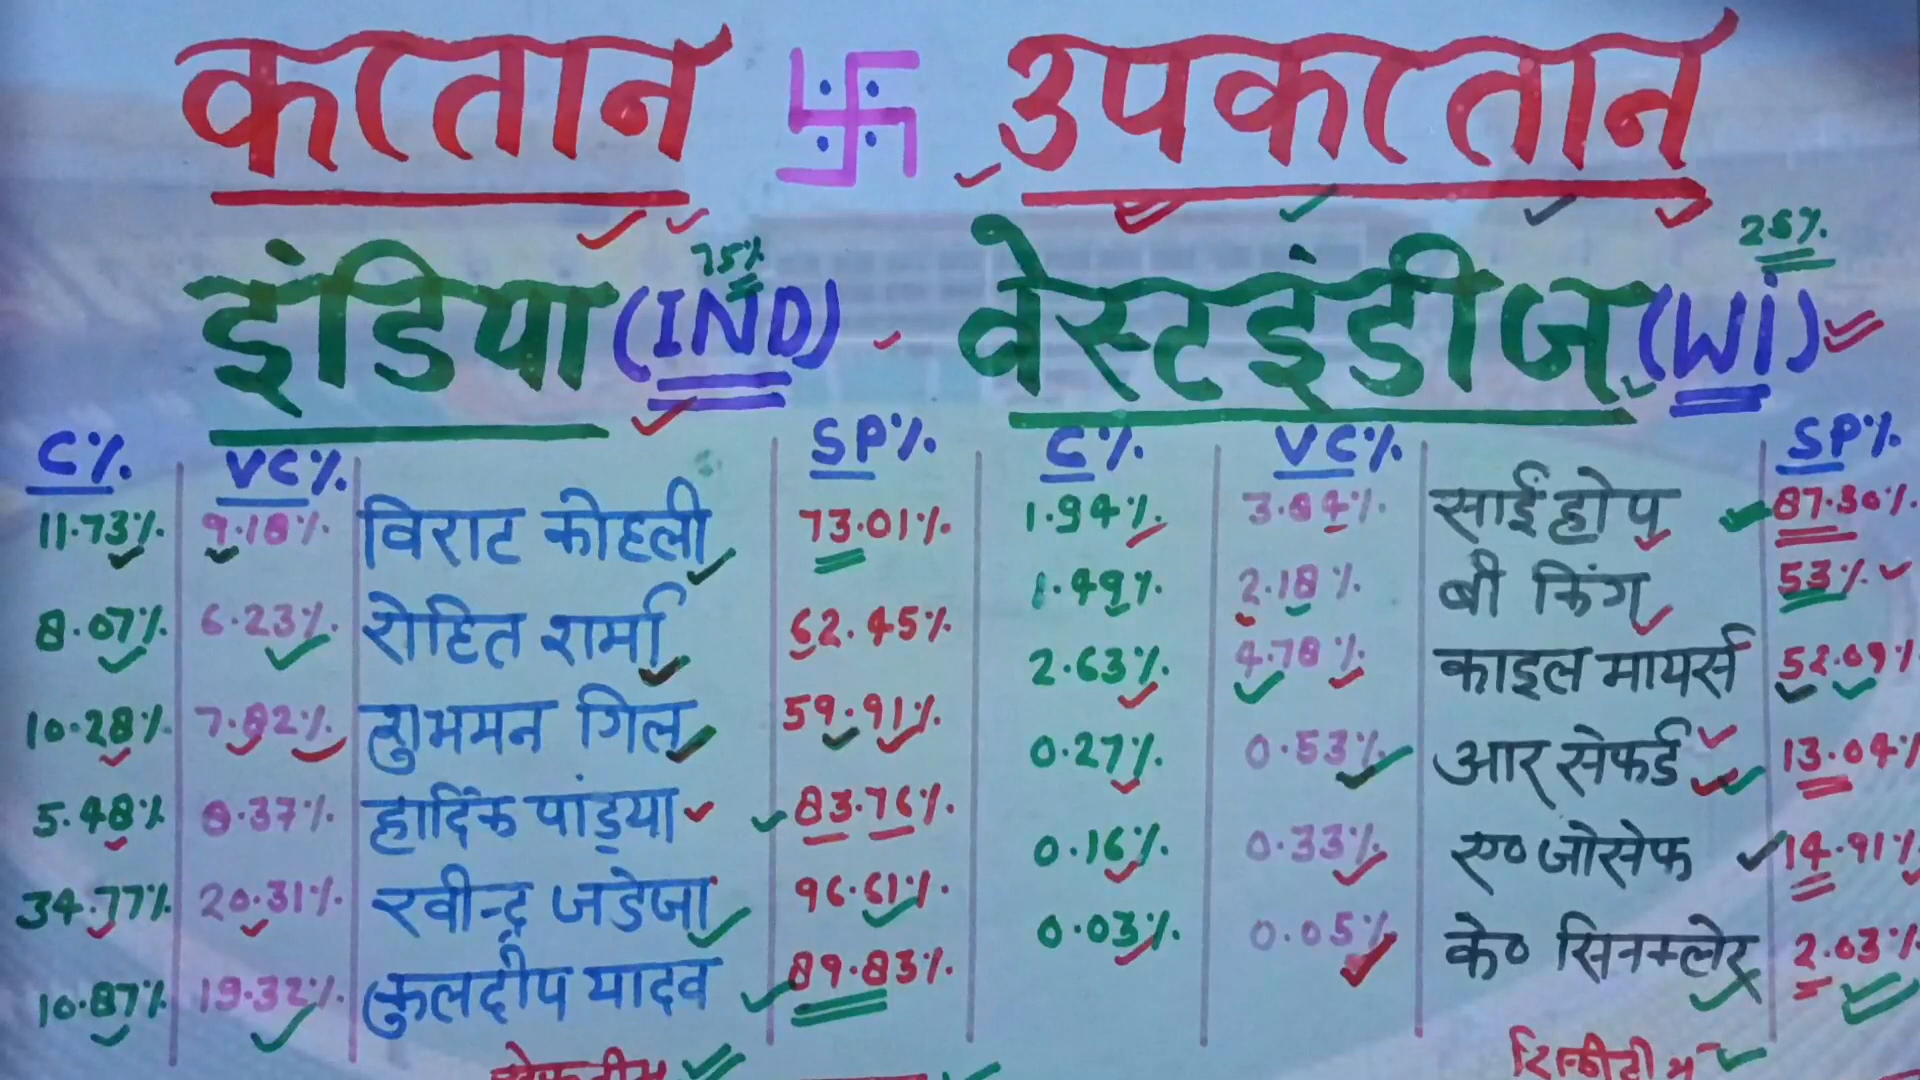 कप्तान 卐 उपकप्तान
इंडिया (IND) 75% - वेस्टइंडीज (Wi) 25%
C% VC% SP% C% VC% SP%
11.73% 9.18% विराट कोहली 73.01% 1.94% 3.04% साई होप 87.30%
8.07% 6.23% रोहित शर्मा 62.45% 1.49% 2.18% बी किंग 53%
10.28% 7.82% शुभमन गिल 59.91% 2.63% 4.78% काइल मायर्स 52.09%
5.48% 8.37% हार्दिक पांड्या 83.76% 0.27% 0.53% आर सेफर्ड 13.04%
34.77% 20.31% रवीन्द्र जडेजा 96.61% 0.16% 0.33% ए० जोसेफ 14.91%
10.87% 19.32% कुलदीप यादव 89.83% 0.03% 0.05% के० सिनक्लेर 2.03%